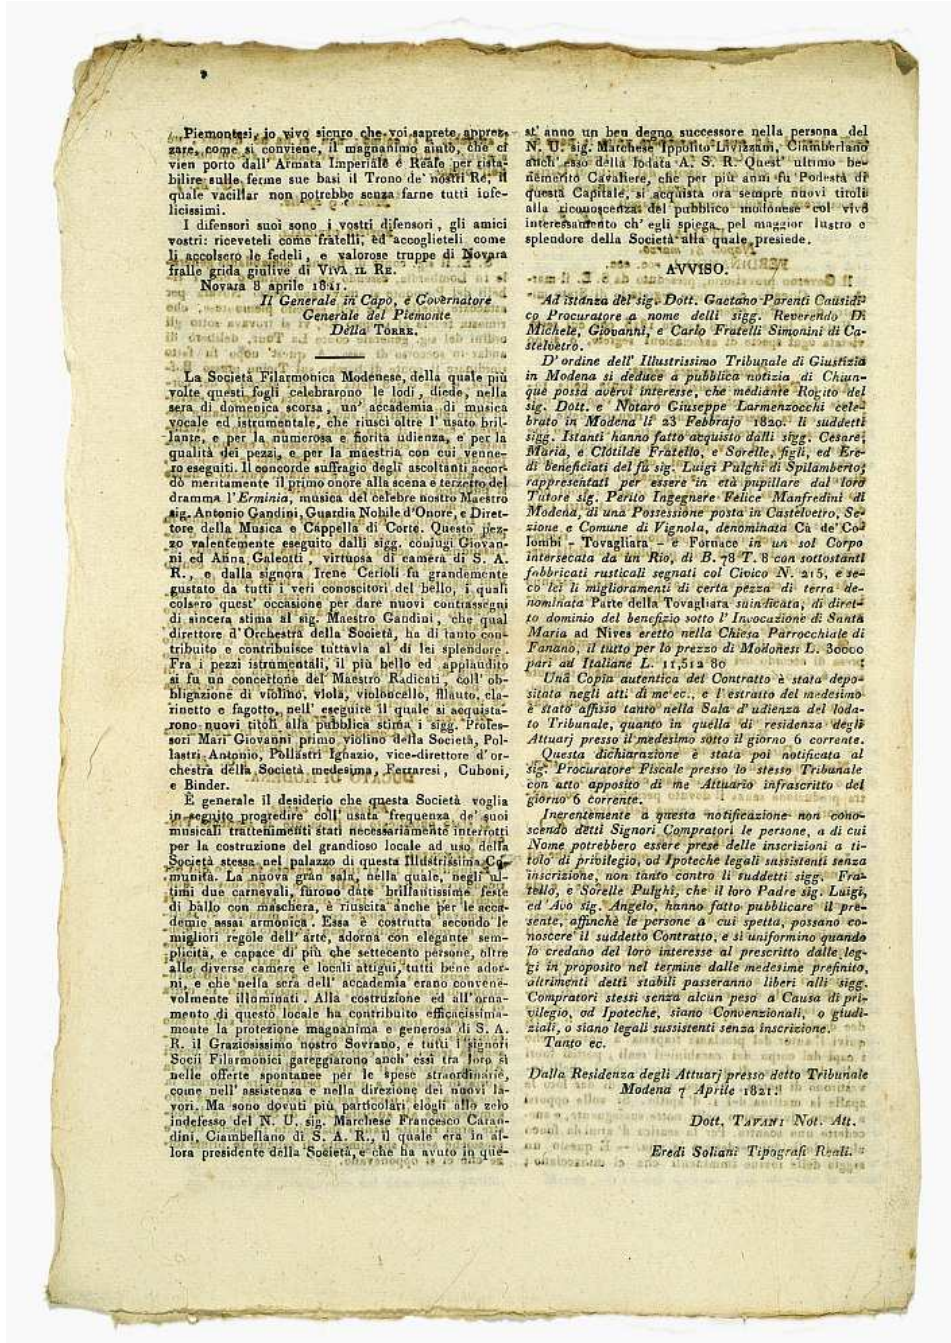 Piemontesi, io vivo sicuro che voi saprete apprez-
zare, come si conviene, il magnanimo aiuto, che ci
vien porto dall' Armata Imperiale e Reale per rista-
bilire sulle ferme sue basi il Trono de' nostri Re, il
quale vacillar non potrebbe senza farne tutti infe-
licissimi.
I difensori suoi sono i vostri difensori, gli amici
vostri: riceveteli come fratelli, ed accoglieteli come
li accolsero le fedeli, e valorose truppe di Novara
fralle grida giulive di VIVA IL RE.
Novara 8 aprile 1821.
Il Generale in Capo, e Governatore
Generale del Piemonte
Della TORRE.
La Società Filarmonica Modenese, della quale più
volte questi fogli celebrarono le lodi, diede, nella
sera di domenica scorsa, un' accademia di musica
vocale ed istrumentale, che riuscì oltre l' usato bril-
lante, e per la numerosa e fiorita udienza, e per la
qualità dei pezzi, e per la maestria con cui venne-
ro eseguiti. Il concorde suffragio degli ascoltanti accor-
dò meritamente il primo onore alla scena e terzetto del
dramma l'Erminia, musica del celebre nostro Maestro
sig. Antonio Gandini, Guardia Nobile d'Onore, e Diret-
tore della Musica e Cappella di Corte. Questo pez-
zo valentemente eseguito dalli sigg. coniugi Giovan-
ni ed Anna Galeotti, virtuosa di camera di S. A.
R., e dalla signora Irene Cerioli fu grandemente
gustato da tutti i veri conoscitori del bello, i quali
colsero quest' occasione per dare nuovi contrassegni
di sincera stima al sig. Maestro Gandini, che qual
direttore d'Orchestra della Società, ha di tanto con-
tribuito e contribuisce tuttavia al di lei splendore.
Fra i pezzi istrumentali, il più bello ed applaudito
si fu un concertone del Maestro Radicati, coll' ob-
bligazione di violino, viola, violoncello, flauto, cla-
rinetto e fagotto, nell' eseguire il quale si acquista-
rono nuovi titoli alla pubblica stima i sigg. Profes-
sori Mari Giovanni primo violino della Società, Pol-
lastri Antonio, Pollastri Ignazio, vice-direttore d'or-
chestra della Società medesima, Ferraresi, Cuboni,
e Binder.
È generale il desiderio che questa Società voglia
in seguito progredire coll' usata frequenza de' suoi
musicali trattenimenti stati necessariamente interrotti
per la costruzione del grandioso locale ad uso della
Società stessa nel palazzo di questa Illustrissima Co-
munità. La nuova gran sala, nella quale, negli ul-
timi due carnevali, furono date brillantissime feste
di ballo con maschera, è riuscita anche per le acca-
demie assai armonica. Essa è costrutta secondo le
migliori regole dell' arte, adorna con elegante sem-
plicità, e capace di più che settecento persone, oltre
alle diverse camere e locali attigui, tutti bene ador-
ni, e che nella sera dell' accademia erano convene-
volmente illuminati. Alla costruzione ed all'orna-
mento di questo locale ha contribuito efficacissima-
mente la protezione magnanima e generosa di S. A.
R. il Graziosissimo nostro Sovrano, e tutti i signori
Socii Filarmonici gareggiarono anch' essi tra loro sì
nelle offerte spontanee per le spese straordinarie,
come nell' assistenza e nella direzione dei nuovi la-
vori. Ma sono dovuti più particolari elogii allo zelo
indefesso del N. U. sig. Marchese Francesco Caran-
dini, Ciambellano di S. A. R., il quale era in al-
lora presidente della Società, e che ha avuto in que-
st' anno un ben degno successore nella persona del
N. U. sig. Marchese Ippolito Livizzani, Ciamberlano
anch' esso della lodata A. S. R. Quest' ultimo be-
nemerito Cavaliere, che per più anni fu Podestà di
questa Capitale, si acquista ora sempre nuovi titoli
alla riconoscenza del pubblico modonese col vivo
interessamento ch' egli spiega pel maggior lustro e
splendore della Società alla quale presiede.
AVVISO.
Ad istanza del sig. Dott. Gaetano Parenti Causidi-
co Procuratore a nome delli sigg. Reverendo D.
Michele, Giovanni, e Carlo Fratelli Simonini di Ca-
stelvetro.
D' ordine dell' Illustrissimo Tribunale di Giustizia
in Modena si deduce a pubblica notizia di Chiun-
que possa avervi interesse, che mediante Rogito del
sig. Dott. e Notaro Giuseppe Larmenzocchi cele-
brato in Modena li 23 Febbrajo 1820. li suddetti
sigg. Istanti hanno fatto acquisto dalli sigg. Cesare,
Maria, e Clotilde Fratello, e Sorelle, figli, ed Ere-
di beneficiati del fu sig. Luigi Pulghi di Spilamberto,
rappresentati per essere in età pupillare dal loro
Tutore sig. Perito Ingegnere Felice Manfredini di
Modena, di una Possessione posta in Castelvetro, Se-
zione e Comune di Vignola, denominata Cà de' Co-
lombi - Tovagliara - e Fornace in un sol Corpo
intersecata da un Rio, di B. 78 T. 8 con sottostanti
fabbricati rusticali segnati col Civico N. 215, e se-
co lei li miglioramenti di certa pezza di terra de-
nominata Parte della Tovagliara suindicata, di diret-
to dominio del benefizio sotto l' Invocazione di Santa
Maria ad Nives eretto nella Chiesa Parrocchiale di
Fanano, il tutto per lo prezzo di Modonesi L. 30000
pari ad Italiane L. 11,512 80
Una Copia autentica del Contratto è stata depo-
sitata negli atti di me ec., e l'estratto del medesimo
è stato affisso tanto nella Sala d' udienza del loda-
to Tribunale, quanto in quella di residenza degli
Attuarj presso il medesimo sotto il giorno 6 corrente.
Questa dichiarazione è stata poi notificata al
sig. Procuratore Fiscale presso lo stesso Tribunale
con atto apposito di me Attuario infrascritto del
giorno 6 corrente.
Inerentemente a questa notificazione non cono-
scendo detti Signori Compratori le persone, a di cui
Nome potrebbero essere prese delle inscrizioni a ti-
tolo di privilegio, od Ipoteche legali sussistenti senza
inscrizione, non tanto contro li suddetti sigg. Fra-
tello, e Sorelle Pulghi, che il loro Padre sig. Luigi,
ed Avo sig. Angelo, hanno fatto pubblicare il pre-
sente, affinchè le persone a cui spetta, possano co-
noscere il suddetto Contratto, e si uniformino quando
lo credano del loro interesse al prescritto dalle leg-
gi in proposito nel termine dalle medesime prefinito,
altrimenti detti stabili passeranno liberi alli sigg.
Compratori stessi senza alcun peso a Causa di pri-
vilegio, od Ipoteche, siano Convenzionali, o giudi-
ziali, o siano legali sussistenti senza inscrizione.
Tanto ec.
Dalla Residenza degli Attuarj presso detto Tribunale
Modena 7 Aprile 1821.
Dott. TAVANI Not. Att.
Eredi Soliani Tipografi Reali.